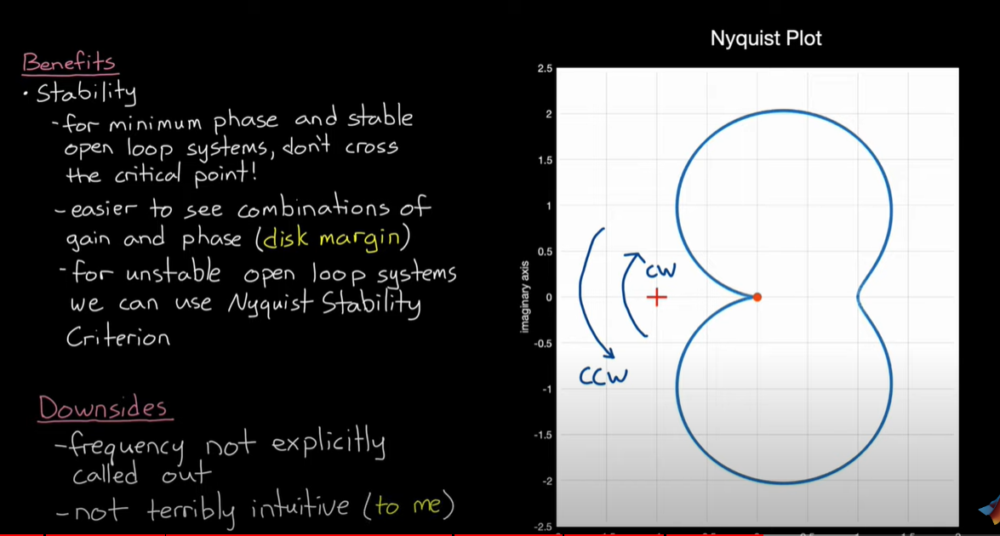 Benefits
• Stability
- for minimum phase and stable
open loop systems, don't cross
the critical point!
- easier to see combinations of
gain and phase (disk margin)
- for unstable open loop systems
we can use Nyquist Stability
Criterion
Downsides
- frequency not explicitly
called out
- not terribly intuitive (to me)
Nyquist Plot
2.5
2
1.5
1
0.5
0
-0.5
-1
-1.5
-2
-2.5
imaginary axis
CW
CCW